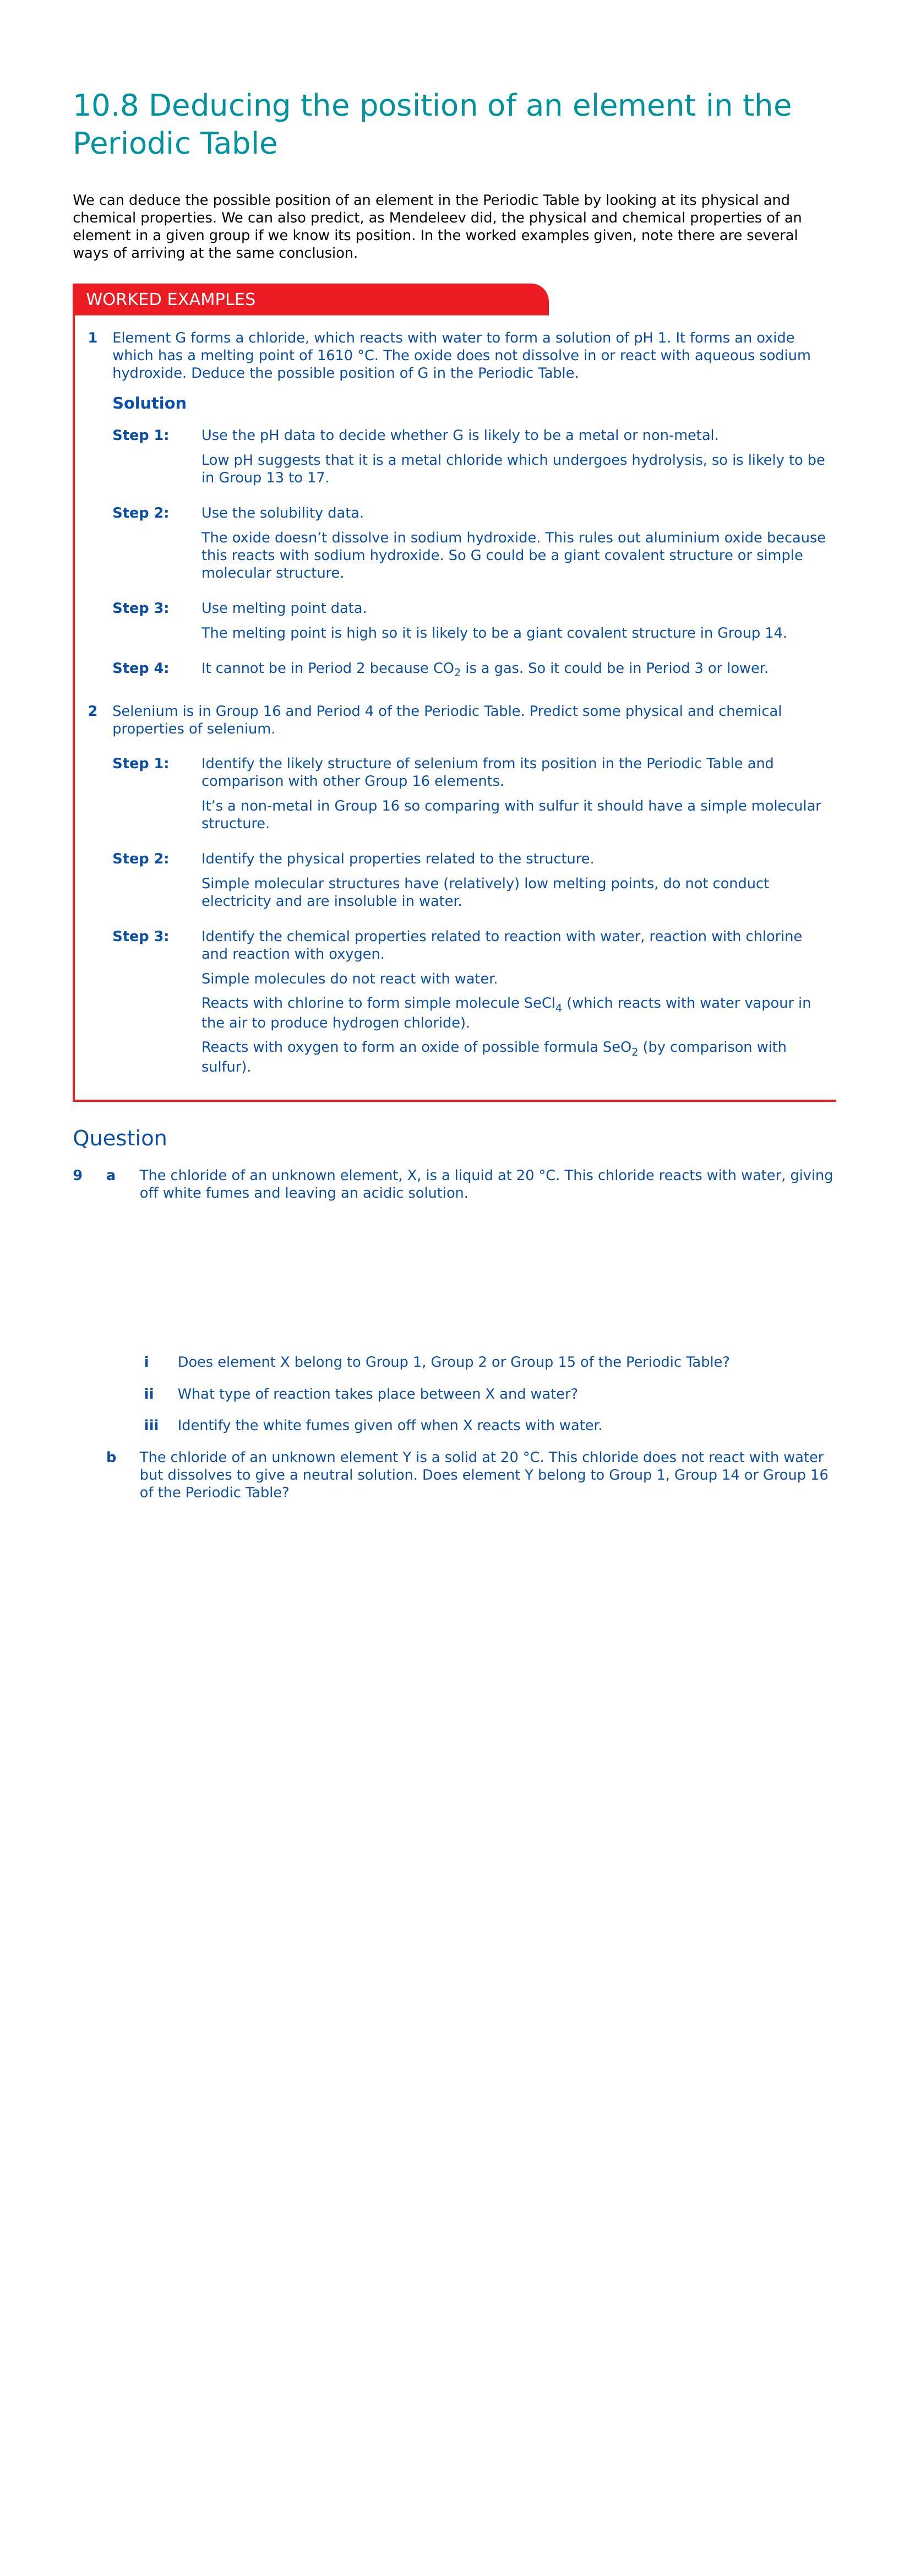 10.8 Deducing the position of an element in the
Periodic Table
We can deduce the possible position of an element in the Periodic Table by looking at its physical and
chemical properties. We can also predict, as Mendeleev did, the physical and chemical properties of an
element in a given group if we know its position. In the worked examples given, note there are several
ways of arriving at the same conclusion.
WORKED EXAMPLES
1 Element G forms a chloride, which reacts with water to form a solution of pH 1. It forms an oxide
which has a melting point of 1610 °C. The oxide does not dissolve in or react with aqueous sodium
hydroxide. Deduce the possible position of G in the Periodic Table.
Solution
Step 1: Use the pH data to decide whether G is likely to be a metal or non-metal.
Low pH suggests that it is a metal chloride which undergoes hydrolysis, so is likely to be
in Group 13 to 17.
Step 2: Use the solubility data.
The oxide doesn’t dissolve in sodium hydroxide. This rules out aluminium oxide because
this reacts with sodium hydroxide. So G could be a giant covalent structure or simple
molecular structure.
Step 3: Use melting point data.
The melting point is high so it is likely to be a giant covalent structure in Group 14.
Step 4: It cannot be in Period 2 because CO₂ is a gas. So it could be in Period 3 or lower.
2 Selenium is in Group 16 and Period 4 of the Periodic Table. Predict some physical and chemical
properties of selenium.
Step 1: Identify the likely structure of selenium from its position in the Periodic Table and
comparison with other Group 16 elements.
It’s a non-metal in Group 16 so comparing with sulfur it should have a simple molecular
structure.
Step 2: Identify the physical properties related to the structure.
Simple molecular structures have (relatively) low melting points, do not conduct
electricity and are insoluble in water.
Step 3: Identify the chemical properties related to reaction with water, reaction with chlorine
and reaction with oxygen.
Simple molecules do not react with water.
Reacts with chlorine to form simple molecule SeCl₄ (which reacts with water vapour in
the air to produce hydrogen chloride).
Reacts with oxygen to form an oxide of possible formula SeO₂ (by comparison with
sulfur).
Question
9 a The chloride of an unknown element, X, is a liquid at 20 °C. This chloride reacts with water, giving
off white fumes and leaving an acidic solution.
i Does element X belong to Group 1, Group 2 or Group 15 of the Periodic Table?
ii What type of reaction takes place between X and water?
iii Identify the white fumes given off when X reacts with water.
b The chloride of an unknown element Y is a solid at 20 °C. This chloride does not react with water
but dissolves to give a neutral solution. Does element Y belong to Group 1, Group 14 or Group 16
of the Periodic Table?